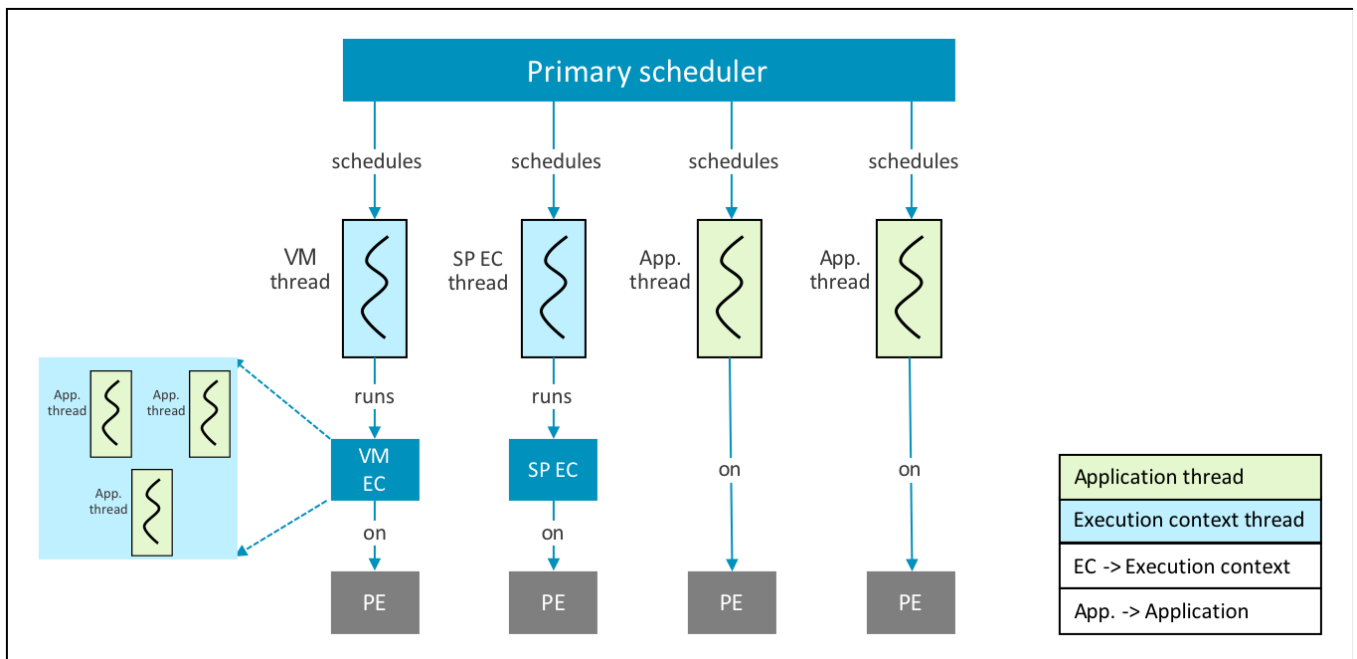 Primary scheduler
schedules
schedules
schedules
schedules
VM
thread
SP EC
thread
App.
thread
App.
thread
App.
thread
App.
thread
App.
thread
runs
runs
VM
EC
SP EC
on
on
on
on
PE
PE
PE
PE
Application thread
Execution context thread
EC -> Execution context
App. -> Application